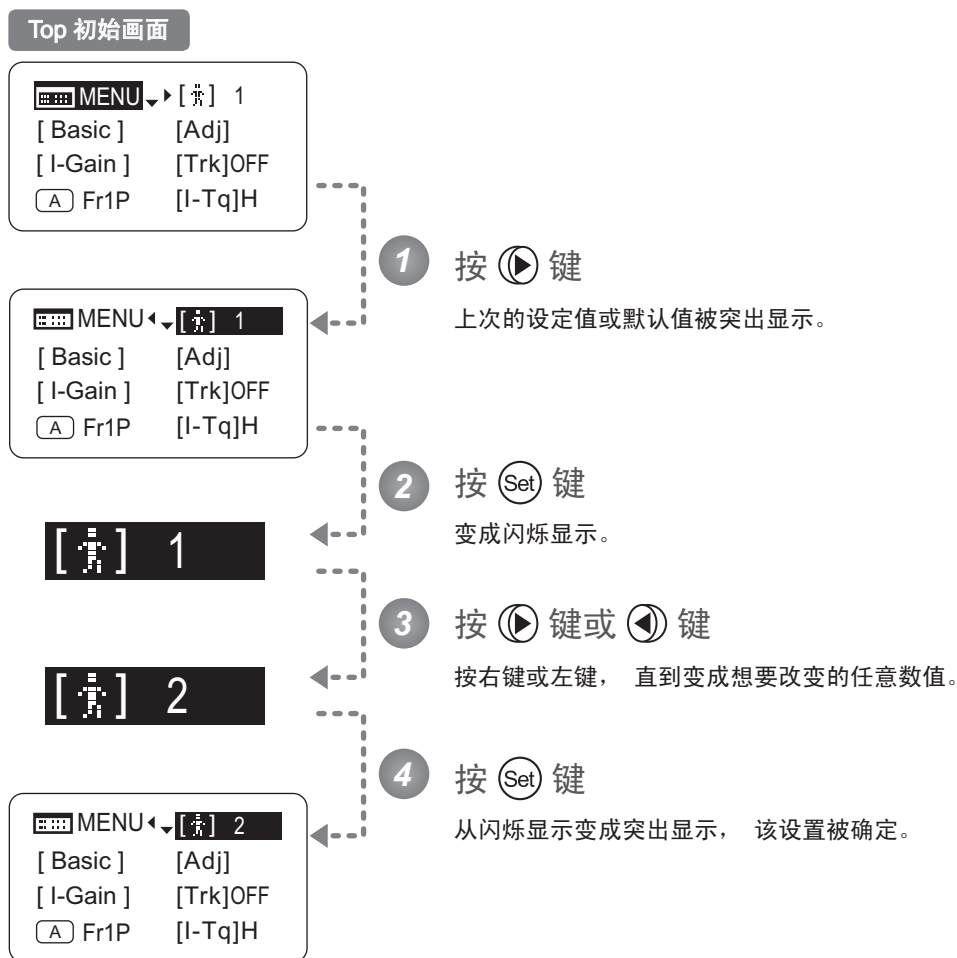 Top 初始画面
MENU [ ] 1
[ Basic ] [Adj]
[ I-Gain ] [Trk]OFF
A Fr1P [I-Tq]H
1 按 键
上次的设定值或默认值被突出显示。
MENU [ ] 1
[ Basic ] [Adj]
[ I-Gain ] [Trk]OFF
A Fr1P [I-Tq]H
2 按 Set 键
变成闪烁显示。
[ ] 1
3 按 键或 键
按右键或左键， 直到变成想要改变的任意数值。
[ ] 2
4 按 Set 键
从闪烁显示变成突出显示， 该设置被确定。
MENU [ ] 2
[ Basic ] [Adj]
[ I-Gain ] [Trk]OFF
A Fr1P [I-Tq]H